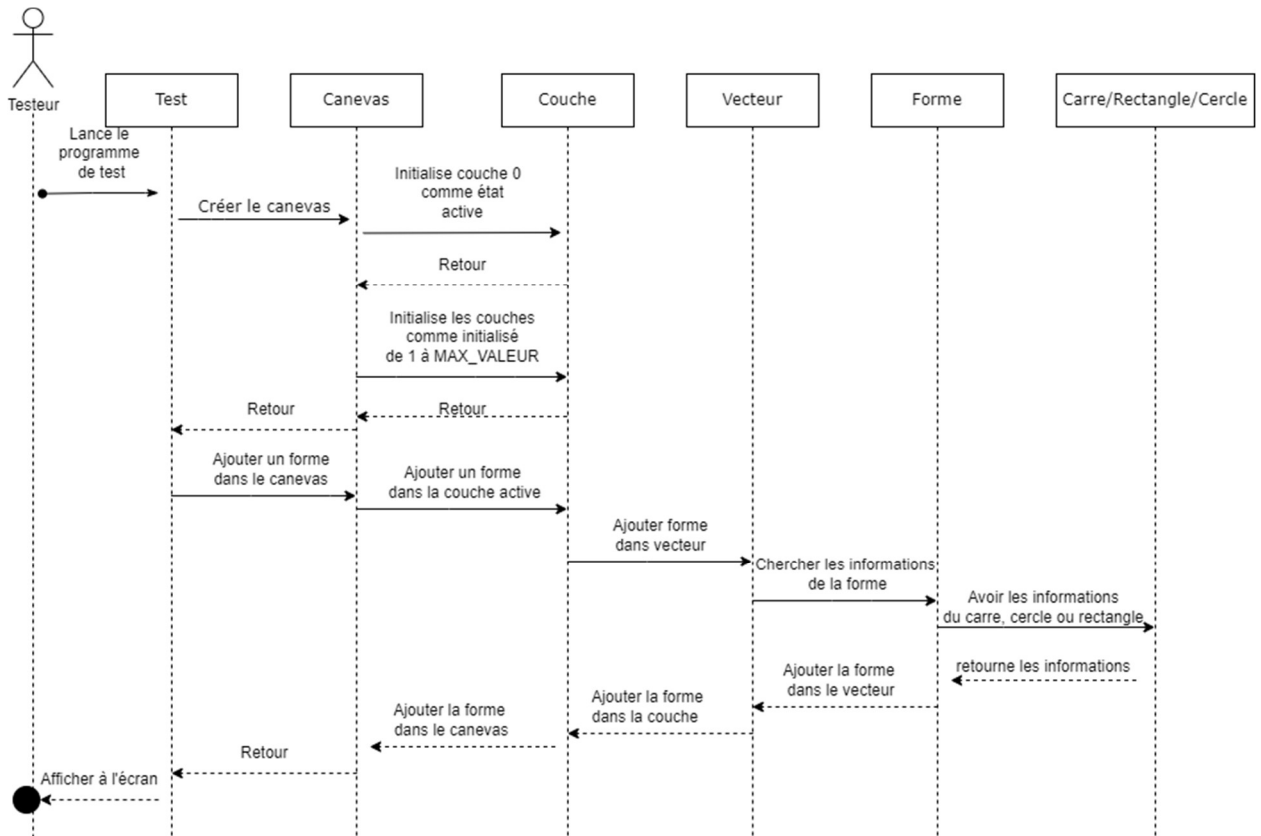 Testeur
Test
Canevas
Couche
Vecteur
Forme
Carre/Rectangle/Cercle
Lance le
programme
de test
Créer le canevas
Initialise couche 0
comme état
active
Retour
Initialise les couches
comme initialisé
de 1 à MAX_VALEUR
Retour
Retour
Ajouter un forme
dans le canevas
Ajouter un forme
dans la couche active
Ajouter forme
dans vecteur
Chercher les informations
de la forme
Avoir les informations
du carre, cercle ou rectangle
retourne les informations
Ajouter la forme
dans le vecteur
Ajouter la forme
dans la couche
Ajouter la forme
dans le canevas
Retour
Afficher à l'écran